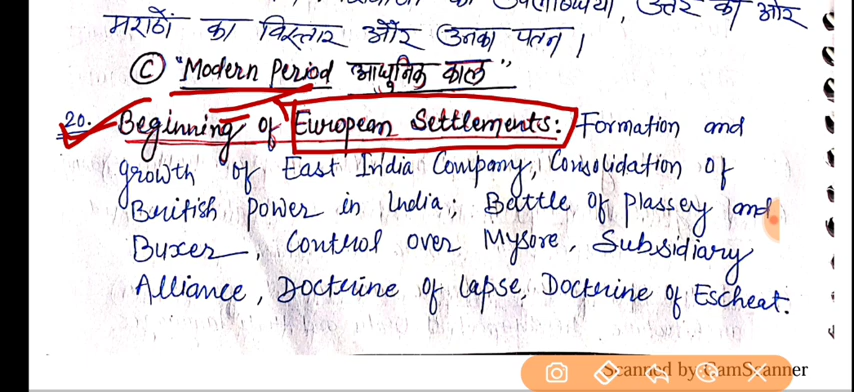 मराठों का विस्तार और उनका पतन।
Ⓒ "Modern Period आधुनिक काल"
20. Beginning of European Settlements: Formation and
growth of East India Company, Consolidation of
British Power in India; Battle of Plassey and
Buxer, Control over Mysore, Subsidiary
Alliance, Doctrine of lapse, Doctrine of Escheat.
Scanned by CamScanner